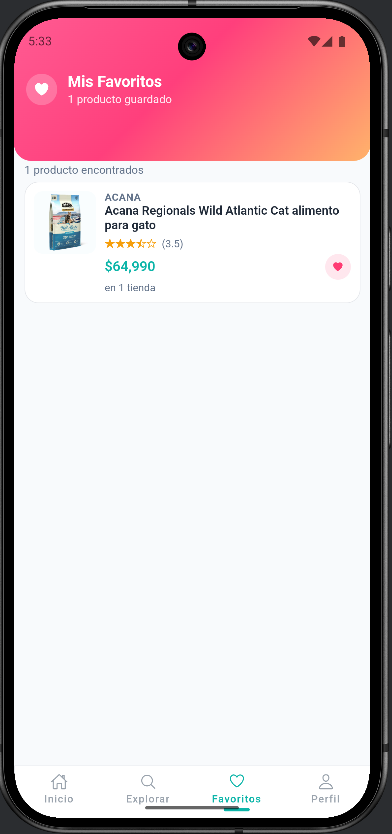 5:33
Mis Favoritos
1 producto guardado
1 producto encontrados
ACANA
Acana Regionals Wild Atlantic Cat alimento
para gato
(3.5)
$64,990
en 1 tienda
Inicio
Explorar
Favoritos
Perfil